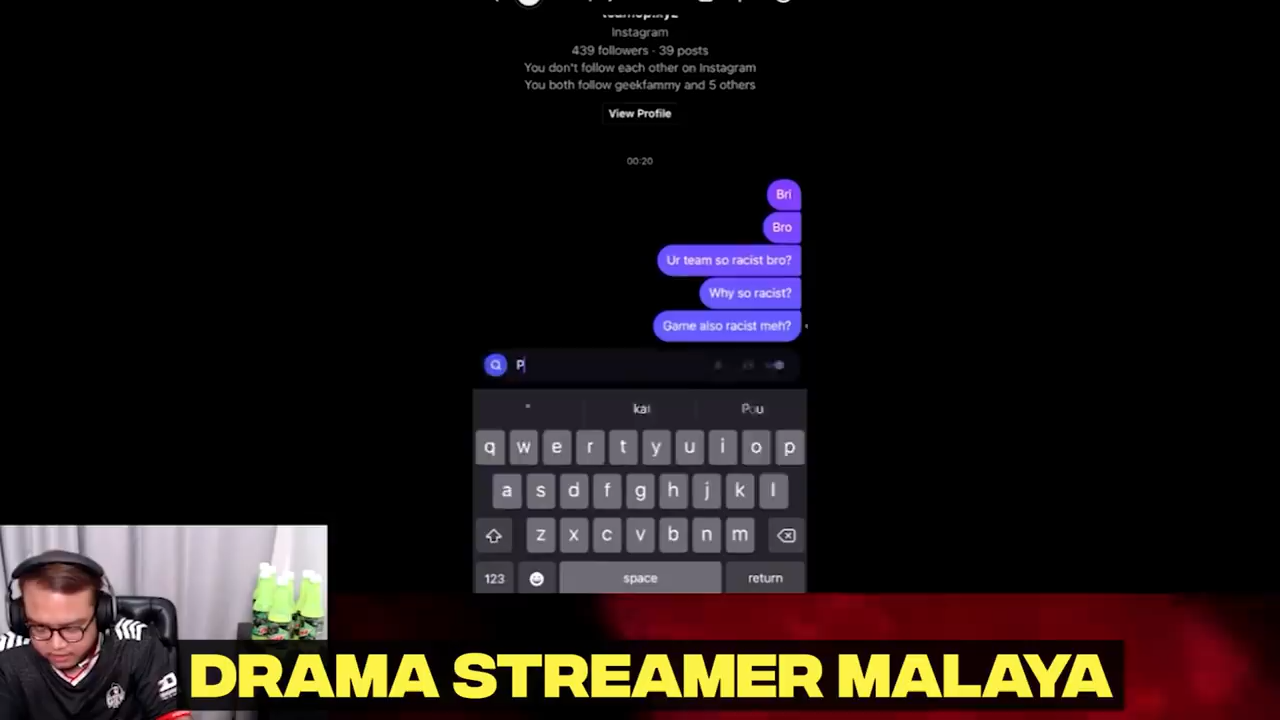 Instagram
439 followers · 39 posts
You don't follow each other on Instagram
You both follow geekfammy and 5 others
View Profile
00:20
Bri
Bro
Ur team so racist bro?
Why so racist?
Game also racist meh?
P
" kai Pou
q w e r t y u i o p
a s d f g h j k l
z x c v b n m
123 space return
DRAMA STREAMER MALAYA